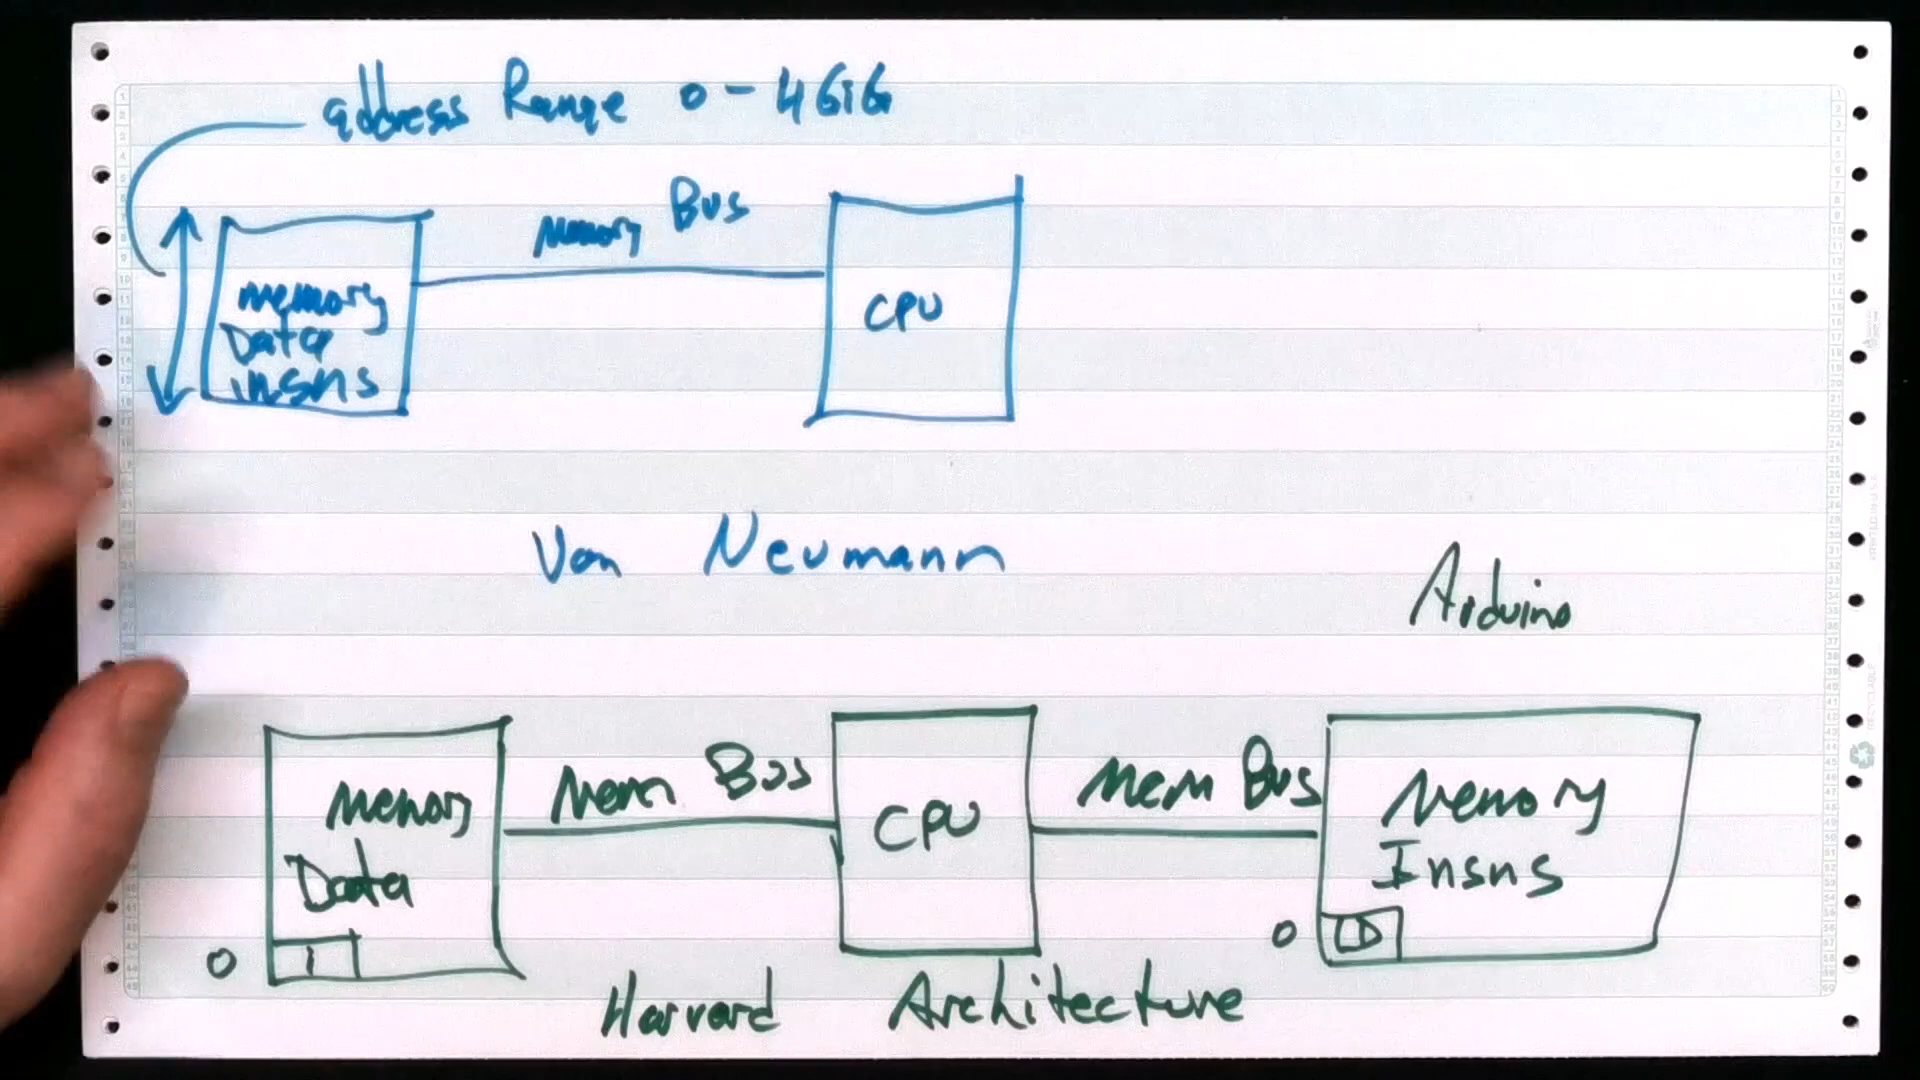 address Range 0 - 4GiG
Memory Bus
memory
Data
insns
CPU
Von Neumann
Arduino
Memory
Data
0
1
Mem Bus
CPU
Mem Bus
Memory
Insns
0
Harvard Architecture